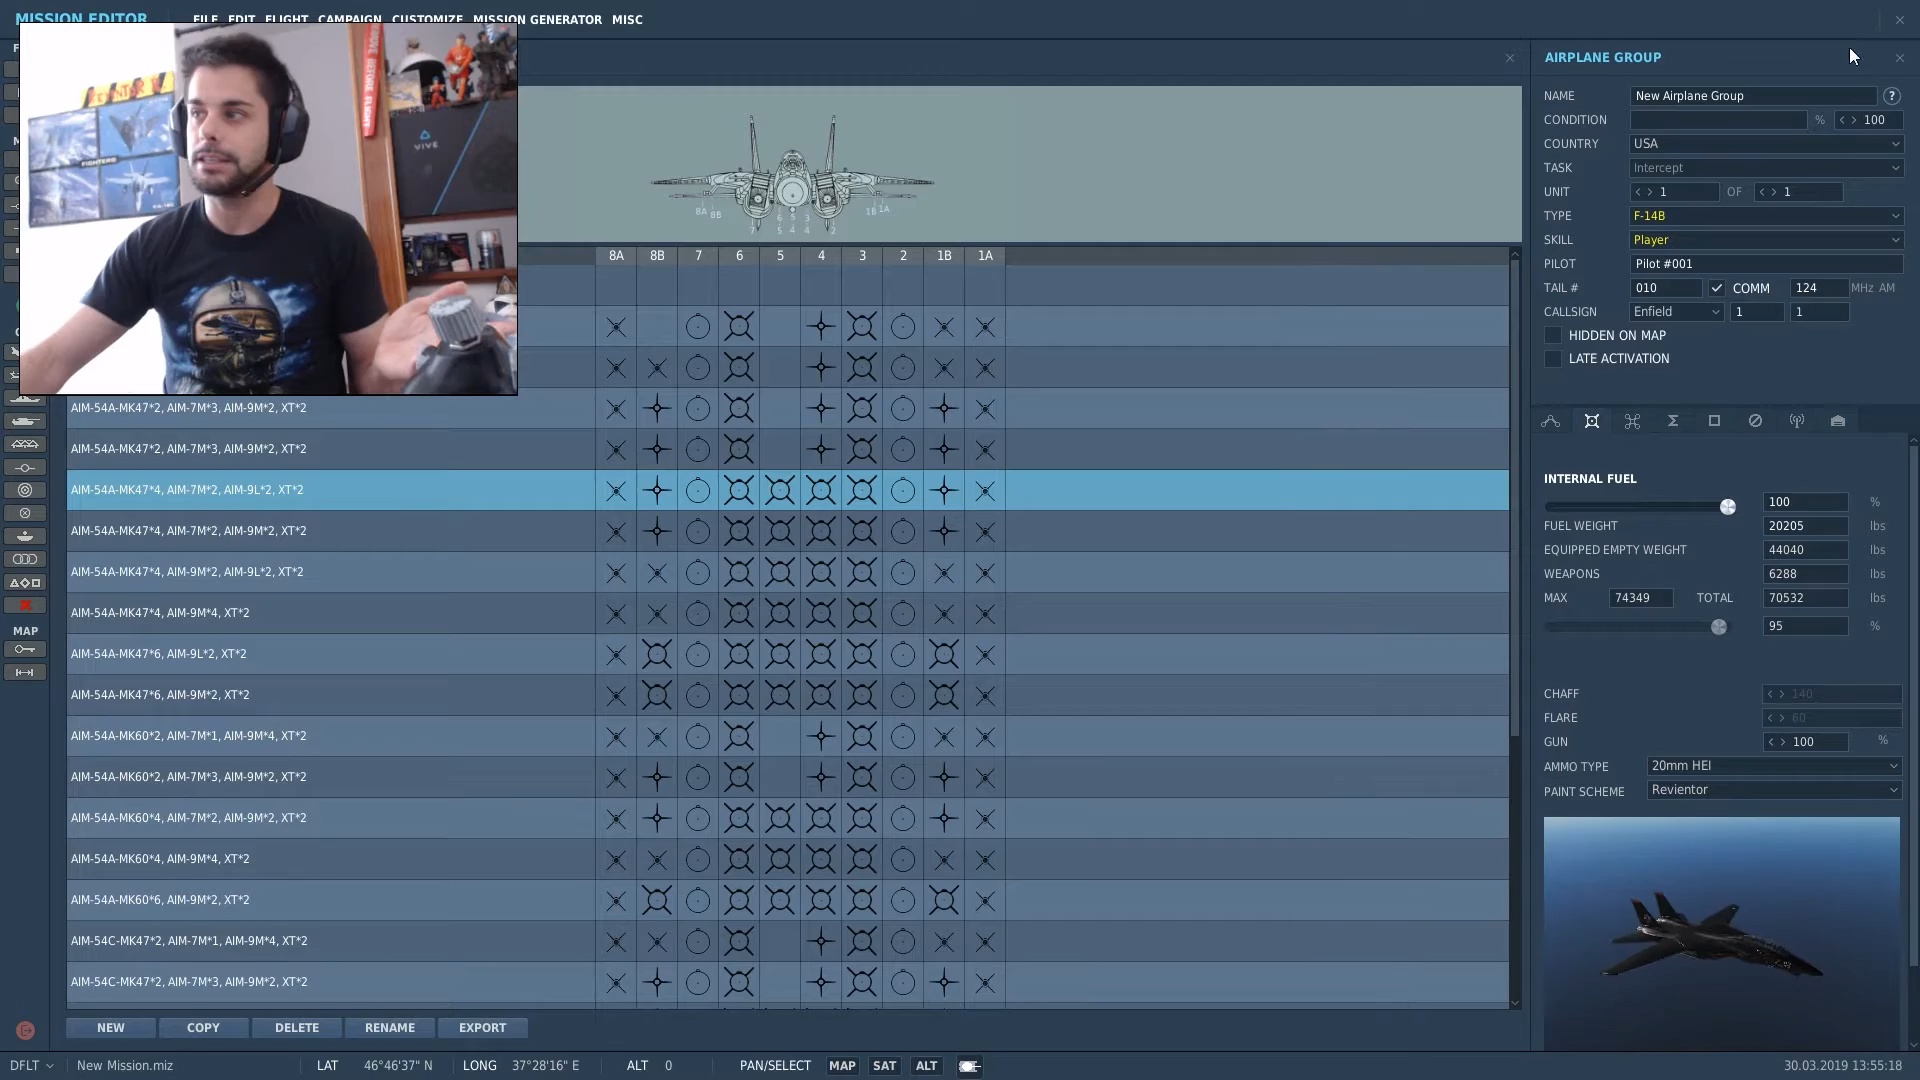 MISSION EDITOR FILE EDIT FLIGHT CAMPAIGN CUSTOMIZE MISSION GENERATOR MISC
FIGHTERS
VIVE
8A 8B 7 6 5 4 3 2 1B 1A
AIM-54A-MK47*2, AIM-7M*3, AIM-9M*2, XT*2
AIM-54A-MK47*2, AIM-7M*3, AIM-9M*2, XT*2
AIM-54A-MK47*4, AIM-7M*2, AIM-9L*2, XT*2
AIM-54A-MK47*4, AIM-7M*2, AIM-9M*2, XT*2
AIM-54A-MK47*4, AIM-9M*2, AIM-9L*2, XT*2
AIM-54A-MK47*4, AIM-9M*4, XT*2
AIM-54A-MK47*6, AIM-9L*2, XT*2
AIM-54A-MK47*6, AIM-9M*2, XT*2
AIM-54A-MK60*2, AIM-7M*1, AIM-9M*4, XT*2
AIM-54A-MK60*2, AIM-7M*3, AIM-9M*2, XT*2
AIM-54A-MK60*4, AIM-7M*2, AIM-9M*2, XT*2
AIM-54A-MK60*4, AIM-9M*4, XT*2
AIM-54A-MK60*6, AIM-9M*2, XT*2
AIM-54C-MK47*2, AIM-7M*1, AIM-9M*4, XT*2
AIM-54C-MK47*2, AIM-7M*3, AIM-9M*2, XT*2
MAP
NEW COPY DELETE RENAME EXPORT
AIRPLANE GROUP
NAME New Airplane Group ?
CONDITION % < > 100
COUNTRY USA
TASK Intercept
UNIT < > 1 OF < > 1
TYPE F-14B
SKILL Player
PILOT Pilot #001
TAIL # 010 COMM 124 MHz AM
CALLSIGN Enfield 1 1
HIDDEN ON MAP
LATE ACTIVATION
INTERNAL FUEL
100 %
FUEL WEIGHT 20205 lbs
EQUIPPED EMPTY WEIGHT 44040 lbs
WEAPONS 6288 lbs
MAX 74349 TOTAL 70532 lbs
95 %
CHAFF < > 140
FLARE < > 60
GUN < > 100 %
AMMO TYPE 20mm HEI
PAINT SCHEME Revientor
DFLT New Mission.miz LAT 46°46'37" N LONG 37°28'16" E ALT 0 PAN/SELECT MAP SAT ALT 30.03.2019 13:55:18